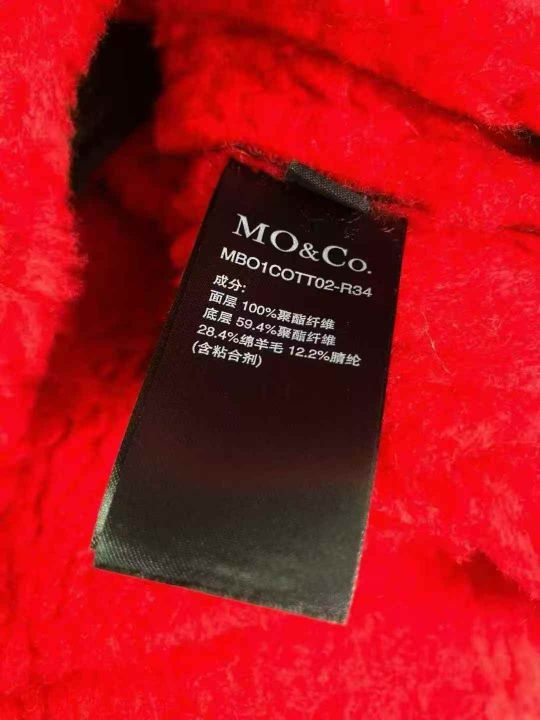 MO&Co.
MBO1COTT02-R34
成分:
面层 100%聚酯纤维
底层 59.4%聚酯纤维
28.4%绵羊毛 12.2%腈纶
(含粘合剂)